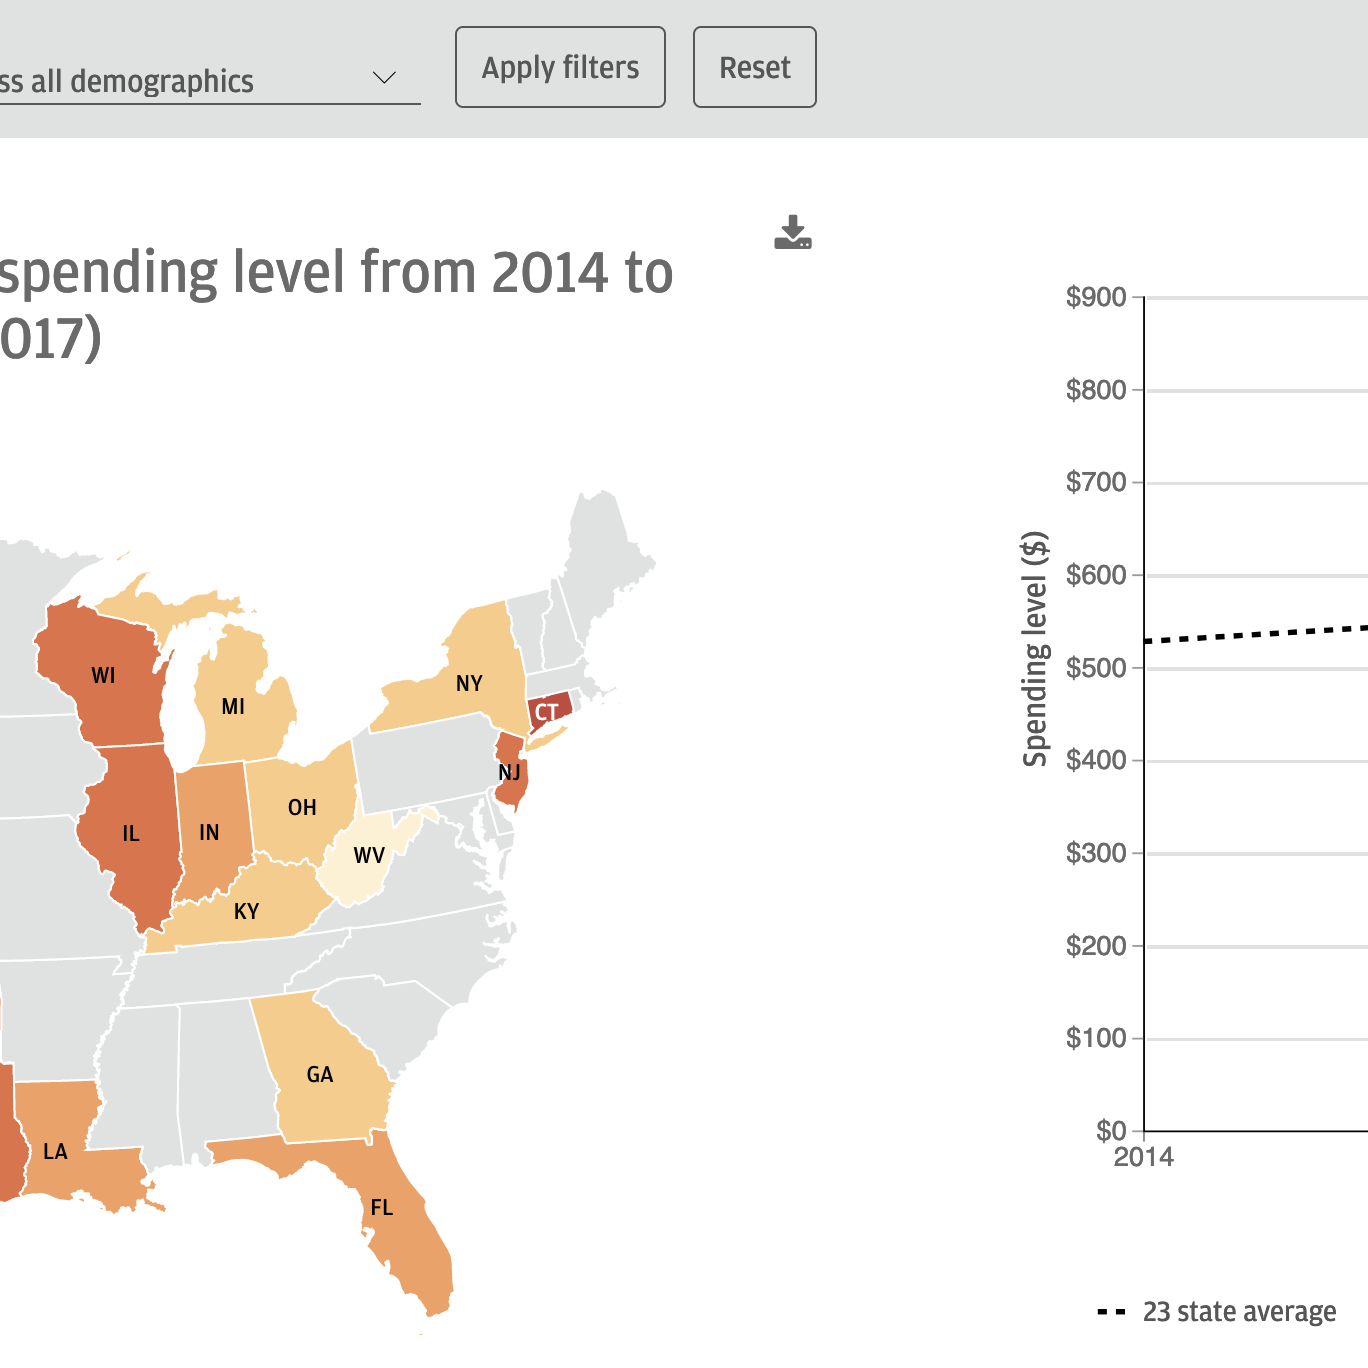 ss all demographics
Apply filters
Reset
spending level from 2014 to
017)
WI
MI
NY
CT
NJ
OH
IL
IN
WV
KY
GA
LA
FL
Spending level ($)
$900
$800
$700
$600
$500
$400
$300
$200
$100
$0
2014
23 state average